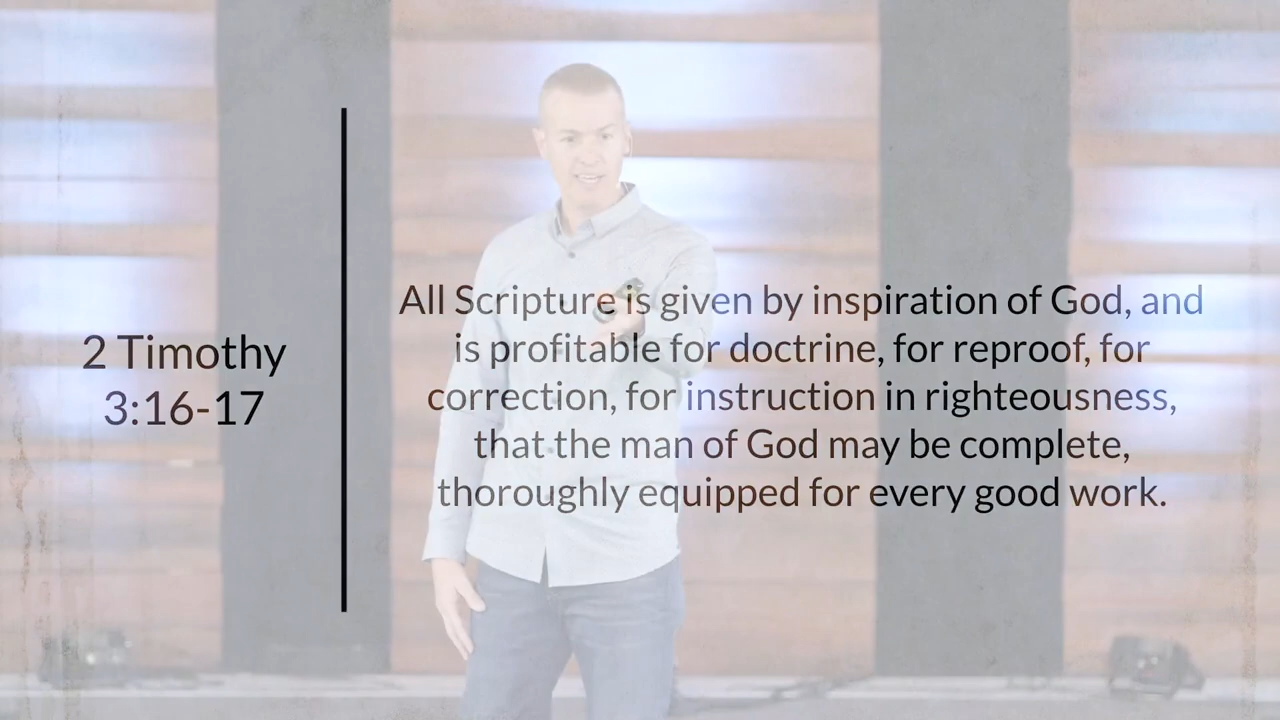 2 Timothy
3:16-17
All Scripture is given by inspiration of God, and
is profitable for doctrine, for reproof, for
correction, for instruction in righteousness,
that the man of God may be complete,
thoroughly equipped for every good work.